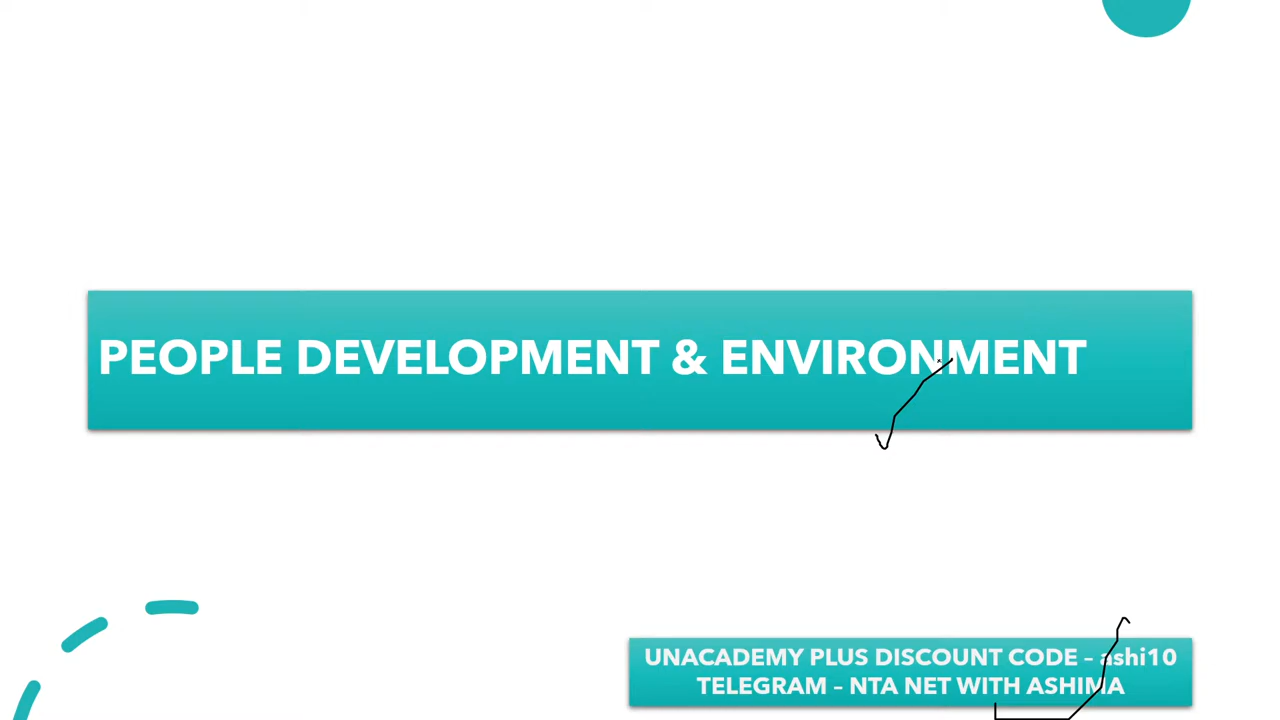 PEOPLE DEVELOPMENT & ENVIRONMENT
UNACADEMY PLUS DISCOUNT CODE – ashi10
TELEGRAM – NTA NET WITH ASHIMA